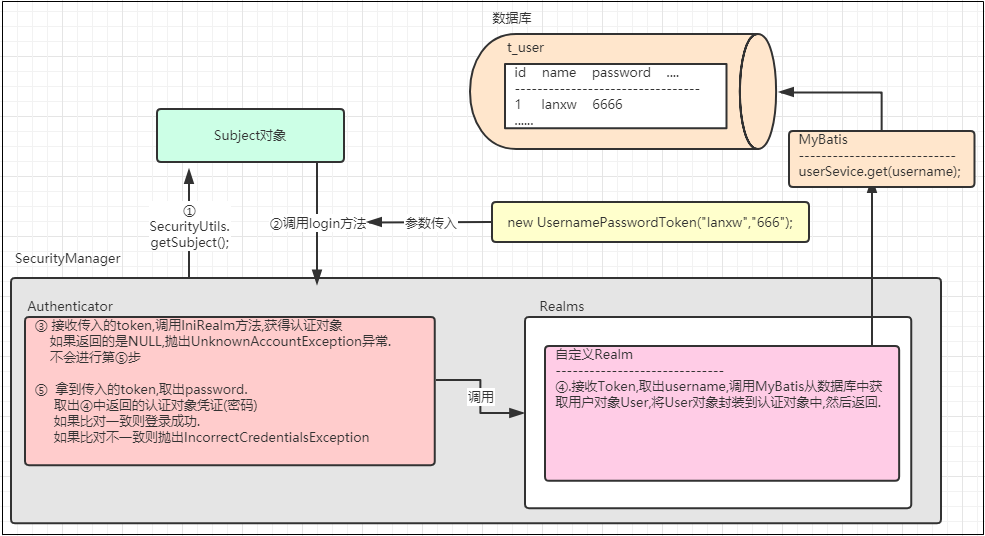 数据库
t_user
id name password ....
------------------------------
1 lanxw 6666
......
Subject对象
MyBatis
--------------------------
userSevice.get(username);
①
SecurityUtils.
getSubject();
②调用login方法
参数传入
new UsernamePasswordToken("lanxw","666");
SecurityManager
Authenticator
③ 接收传入的token,调用IniRealm方法,获得认证对象
如果返回的是NULL,抛出UnknownAccountException异常.
不会进行第⑤步
⑤ 拿到传入的token,取出password.
取出④中返回的认证对象凭证(密码)
如果比对一致则登录成功.
如果比对不一致则抛出IncorrectCredentialsException
调用
Realms
自定义Realm
----------------------------
④.接收Token,取出username,调用MyBatis从数据库中获
取用户对象User,将User对象封装到认证对象中,然后返回.